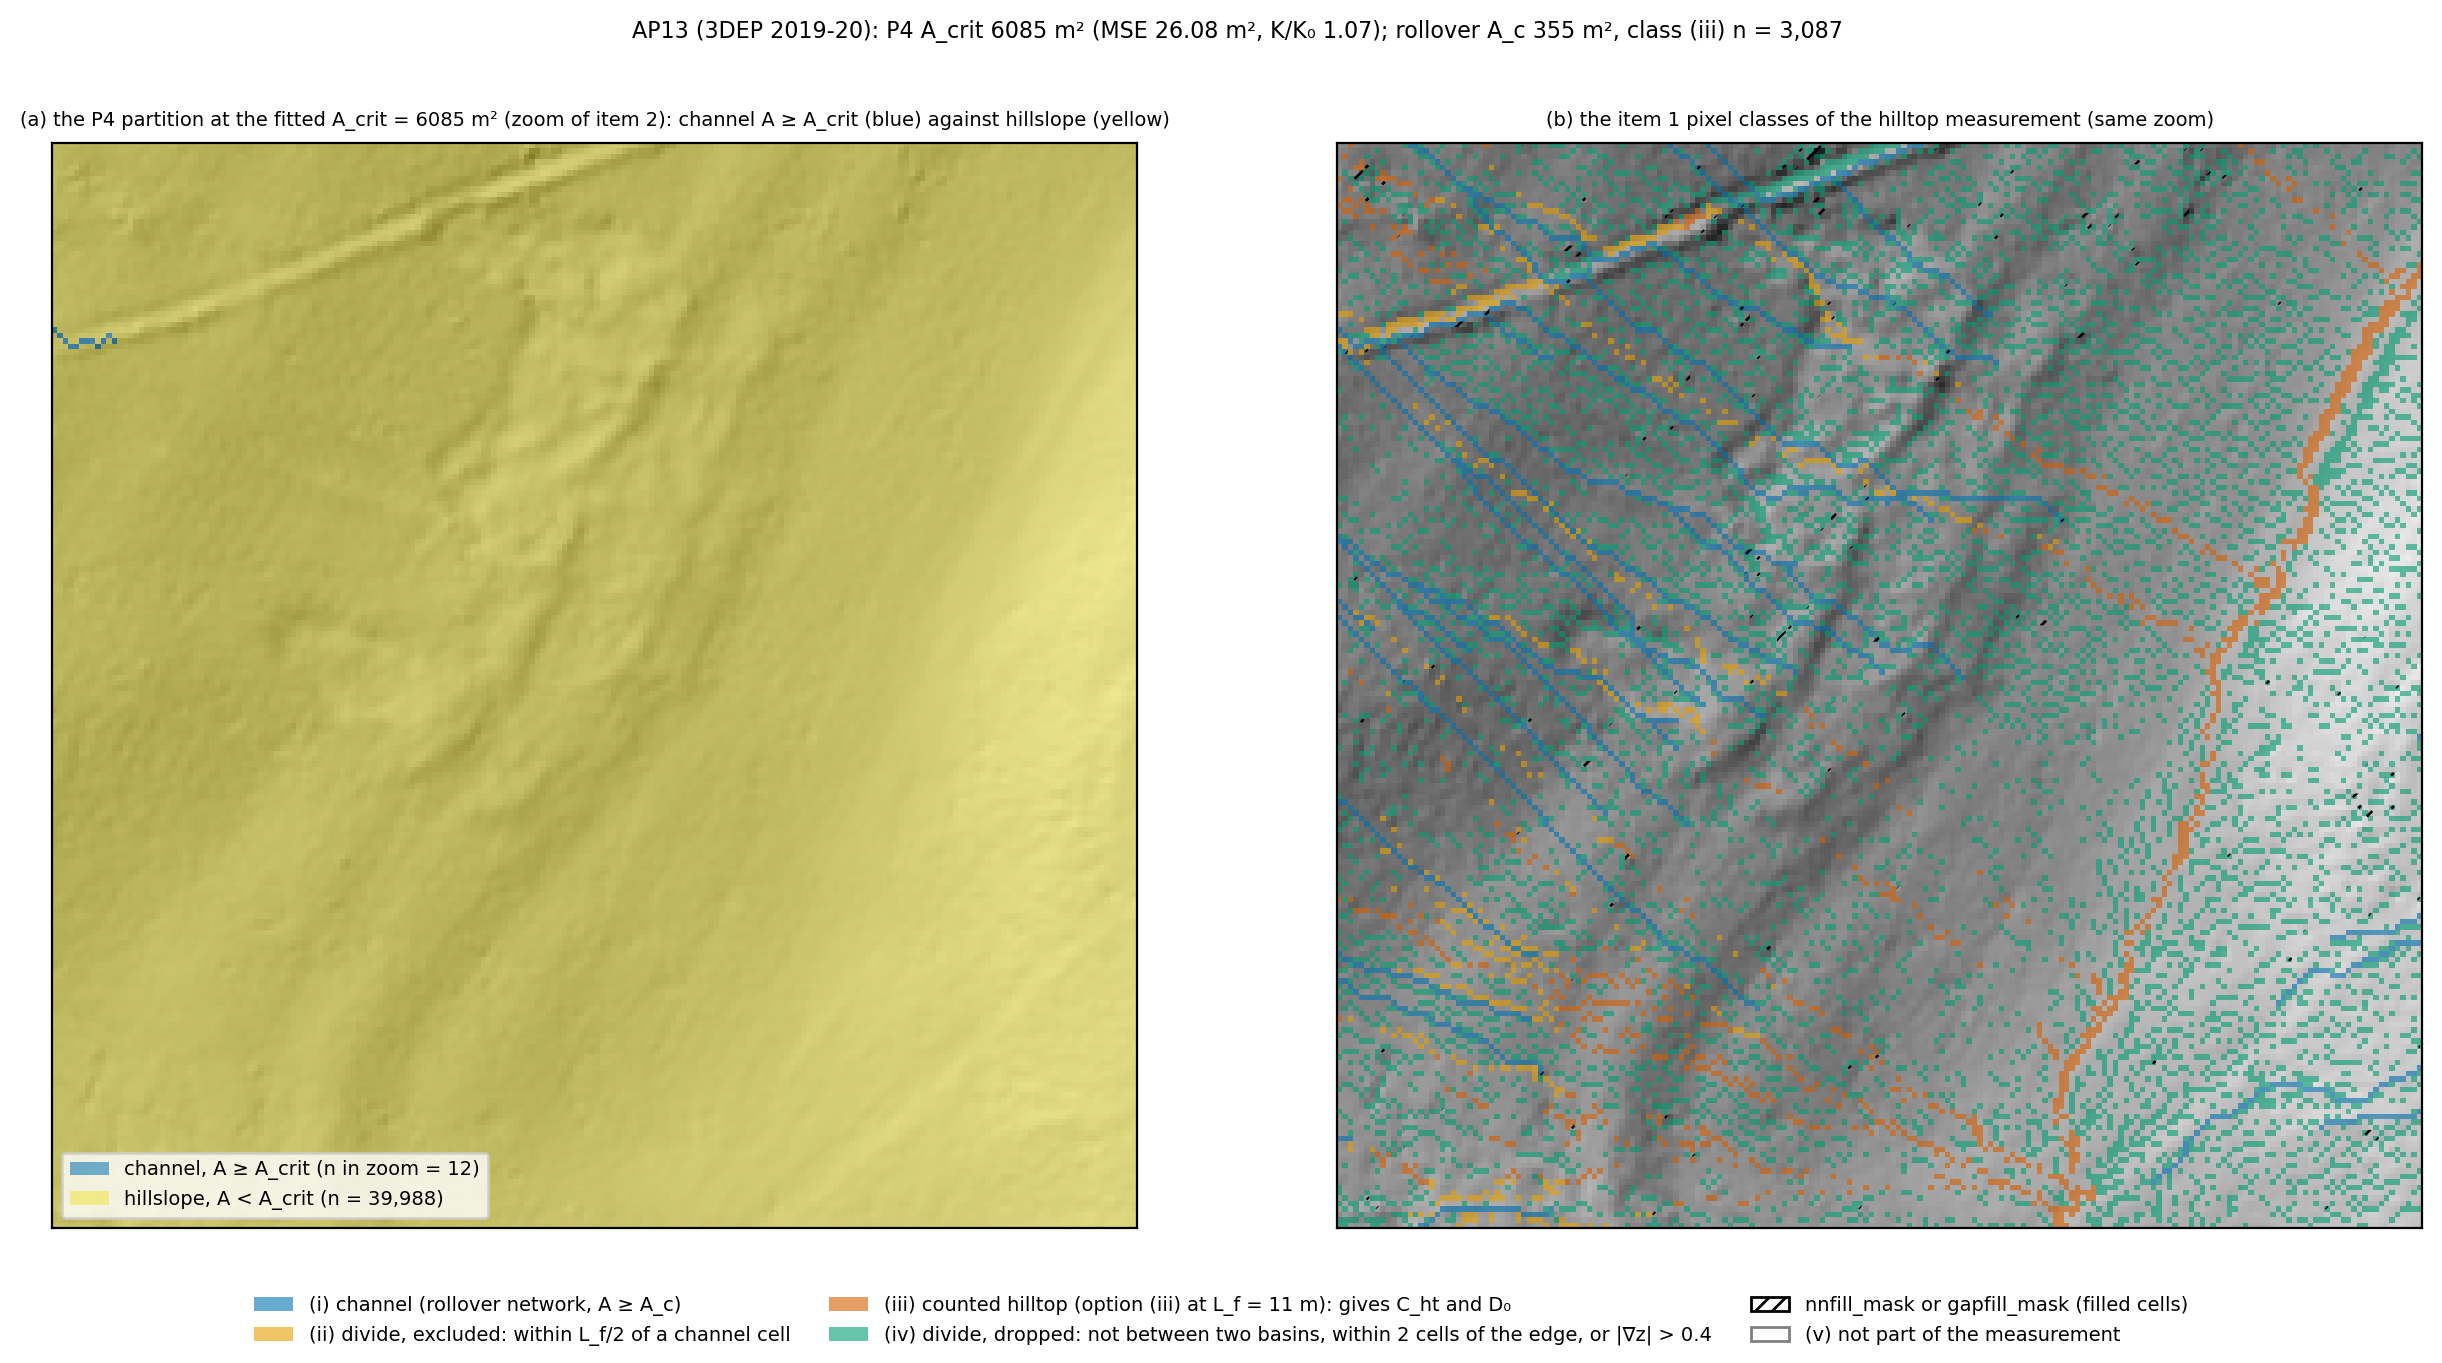 AP13 (3DEP 2019-20): P4 A_crit 6085 m² (MSE 26.08 m², K/K₀ 1.07); rollover A_c 355 m², class (iii) n = 3,087
(a) the P4 partition at the fitted A_crit = 6085 m² (zoom of item 2): channel A ≥ A_crit (blue) against hillslope (yellow)
(b) the item 1 pixel classes of the hilltop measurement (same zoom)
channel, A ≥ A_crit (n in zoom = 12)
hillslope, A < A_crit (n = 39,988)
(i) channel (rollover network, A ≥ A_c)
(ii) divide, excluded: within L_f/2 of a channel cell
(iii) counted hilltop (option (iii) at L_f = 11 m): gives C_ht and D₀
(iv) divide, dropped: not between two basins, within 2 cells of the edge, or |∇z| > 0.4
nnfill_mask or gapfill_mask (filled cells)
(v) not part of the measurement